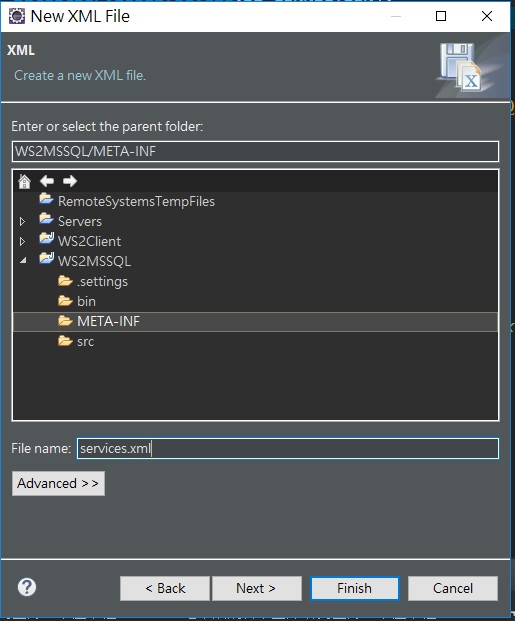 New XML File
XML
Create a new XML file.
X
Enter or select the parent folder:
WS2MSSQL/META-INF
RemoteSystemsTempFiles
Servers
WS2Client
WS2MSSQL
.settings
bin
META-INF
src
File name: services.xml
Advanced >>
? < Back Next > Finish Cancel